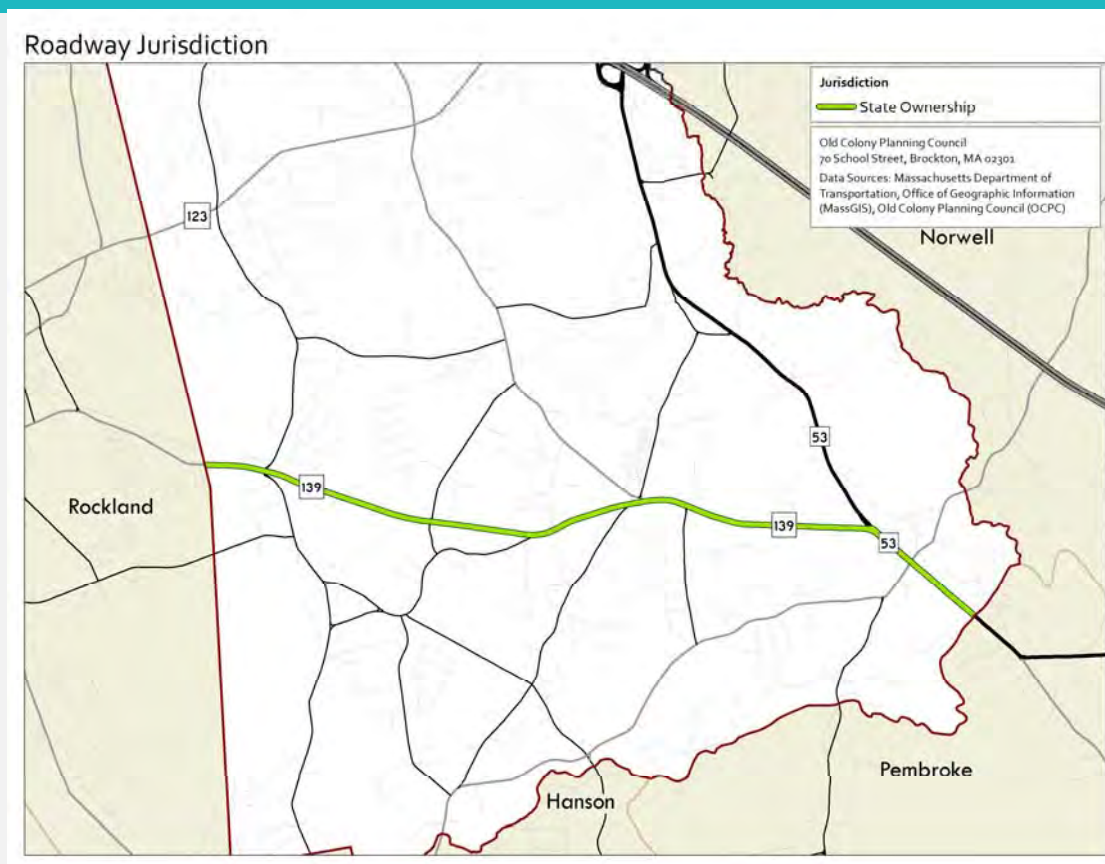 Roadway Jurisdiction
Jurisdiction
State Ownership
Old Colony Planning Council
70 School Street, Brockton, MA 02301
Data Sources: Massachusetts Department of
Transportation, Office of Geographic Information
(MassGIS), Old Colony Planning Council (OCPC)
123
Norwell
53
139
Rockland
139
53
Pembroke
Hanson